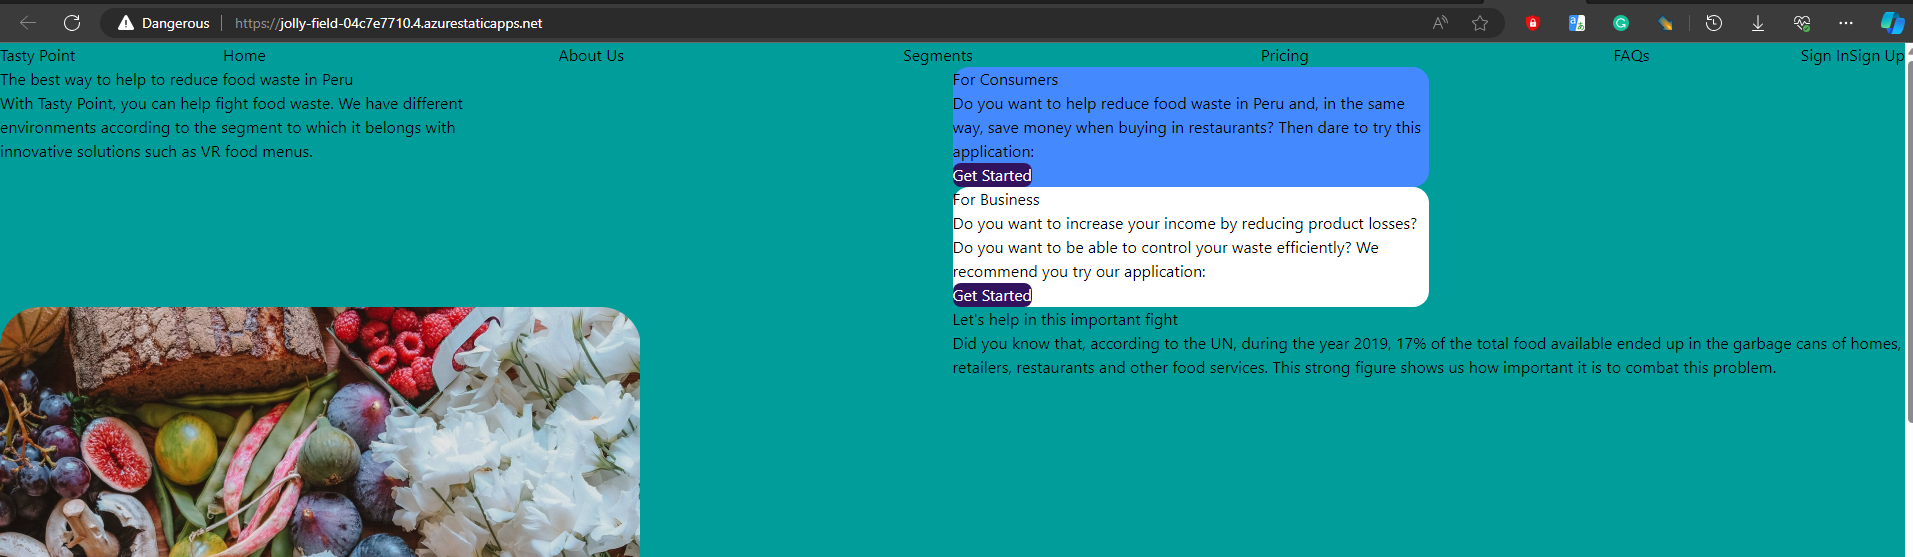 Dangerous https://jolly-field-04c7e7710.4.azurestaticapps.net
Tasty Point Home About Us Segments Pricing FAQs Sign InSign Up
The best way to help to reduce food waste in Peru
With Tasty Point, you can help fight food waste. We have different
environments according to the segment to which it belongs with
innovative solutions such as VR food menus.
For Consumers
Do you want to help reduce food waste in Peru and, in the same
way, save money when buying in restaurants? Then dare to try this
application:
Get Started
For Business
Do you want to increase your income by reducing product losses?
Do you want to be able to control your waste efficiently? We
recommend you try our application:
Get Started
Let's help in this important fight
Did you know that, according to the UN, during the year 2019, 17% of the total food available ended up in the garbage cans of homes,
retailers, restaurants and other food services. This strong figure shows us how important it is to combat this problem.